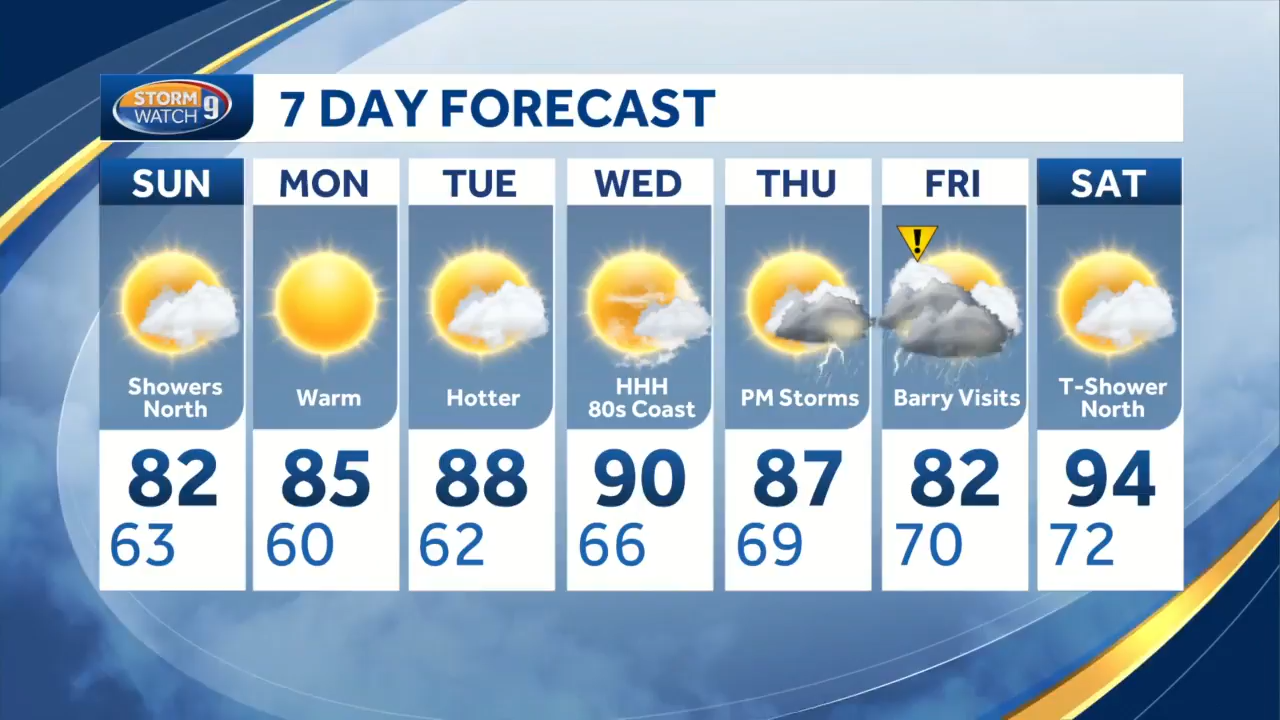 STORM
WATCH 9
7 DAY FORECAST
SUN
MON
TUE
WED
THU
FRI
SAT
!
Showers
North
Warm
Hotter
HHH
80s Coast
PM Storms
Barry Visits
T-Shower
North
82
85
88
90
87
82
94
63
60
62
66
69
70
72